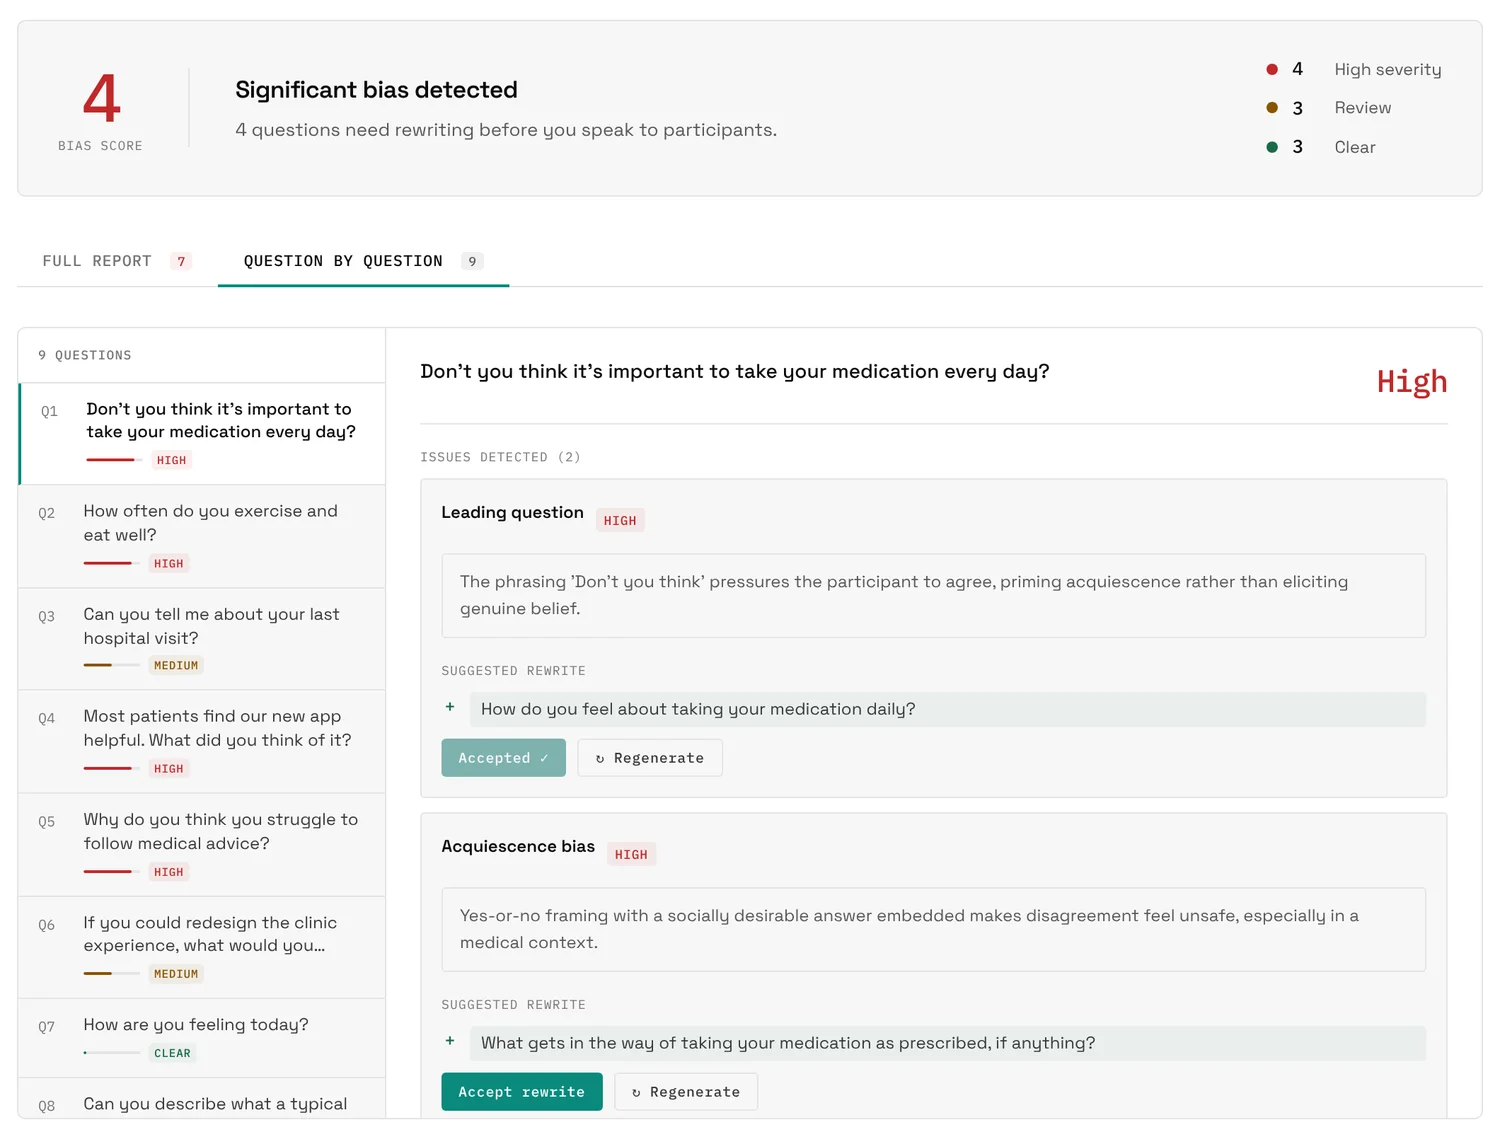 4
BIAS SCORE
Significant bias detected
4 questions need rewriting before you speak to participants.
4 High severity
3 Review
3 Clear
FULL REPORT 7
QUESTION BY QUESTION 9
9 QUESTIONS
Q1
Don't you think it's important to
take your medication every day?
HIGH
Q2
How often do you exercise and
eat well?
HIGH
Q3
Can you tell me about your last
hospital visit?
MEDIUM
Q4
Most patients find our new app
helpful. What did you think of it?
HIGH
Q5
Why do you think you struggle to
follow medical advice?
HIGH
Q6
If you could redesign the clinic
experience, what would you...
MEDIUM
Q7
How are you feeling today?
CLEAR
Q8
Can you describe what a typical
Don't you think it's important to take your medication every day?
High
ISSUES DETECTED (2)
Leading question HIGH
The phrasing 'Don't you think' pressures the participant to agree, priming acquiescence rather than eliciting
genuine belief.
SUGGESTED REWRITE
+ How do you feel about taking your medication daily?
Accepted ✓
↻ Regenerate
Acquiescence bias HIGH
Yes-or-no framing with a socially desirable answer embedded makes disagreement feel unsafe, especially in a
medical context.
SUGGESTED REWRITE
+ What gets in the way of taking your medication as prescribed, if anything?
Accept rewrite
↻ Regenerate